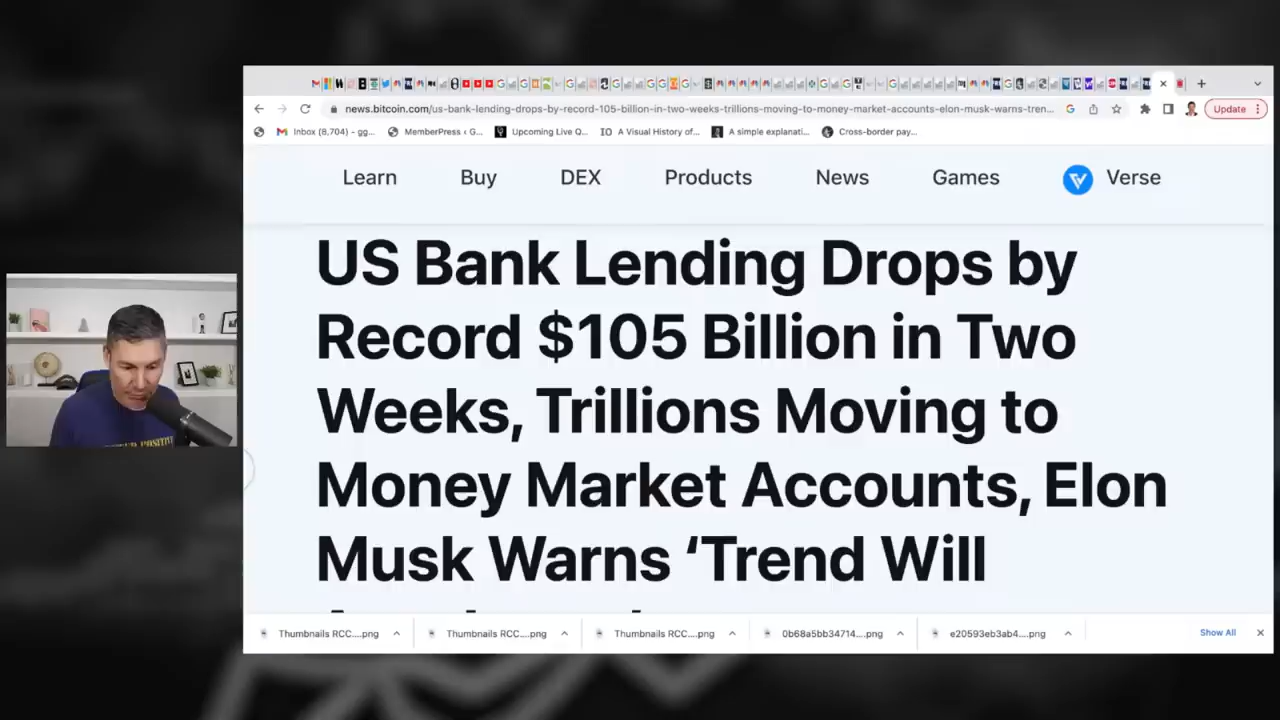 news.bitcoin.com/us-bank-lending-drops-by-record-105-billion-in-two-weeks-trillions-moving-to-money-market-accounts-elon-musk-warns-tren...
Update
Inbox (8,704) - gg...
MemberPress ‹ G...
Upcoming Live Q...
IO A Visual History of...
A simple explanati...
Cross-border pay...
Learn
Buy
DEX
Products
News
Games
Verse
US Bank Lending Drops by
Record $105 Billion in Two
Weeks, Trillions Moving to
Money Market Accounts, Elon
Musk Warns ‘Trend Will
Thumbnails RCC....png
Thumbnails RCC....png
Thumbnails RCC....png
0b68a5bb34714...png
e20593eb3ab4....png
Show All